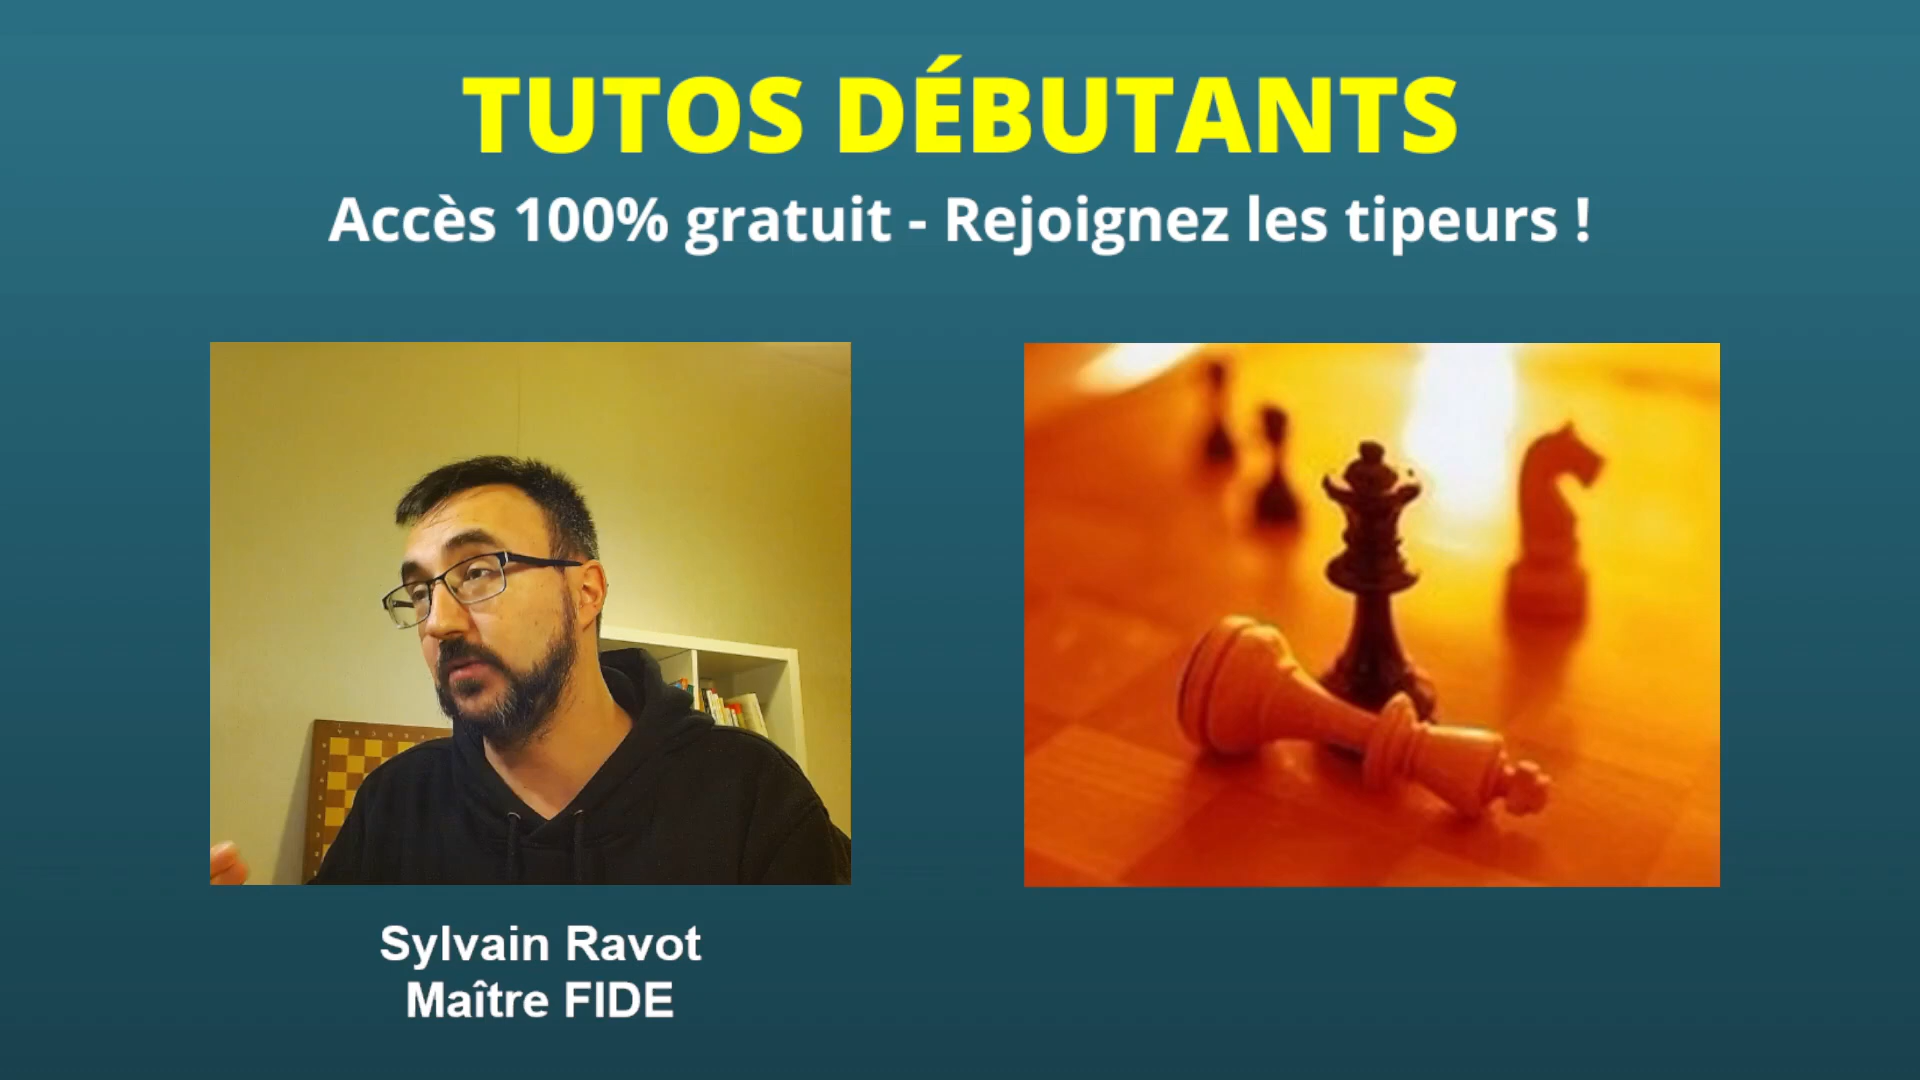 TUTOS DÉBUTANTS
Accès 100% gratuit - Rejoignez les tipeurs !
Sylvain Ravot
Maître FIDE